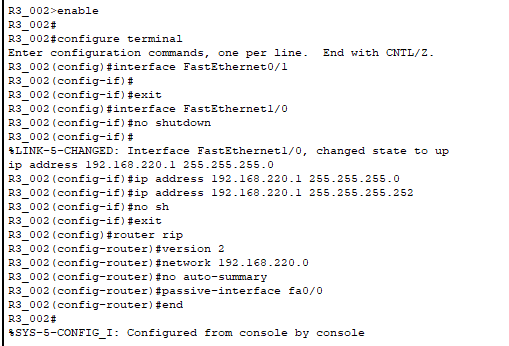 R3_002>enable
R3_002#
R3_002#configure terminal
Enter configuration commands, one per line.  End with CNTL/Z.
R3_002(config)#interface FastEthernet0/1
R3_002(config-if)#
R3_002(config-if)#exit
R3_002(config)#interface FastEthernet1/0
R3_002(config-if)#no shutdown
R3_002(config-if)#
%LINK-5-CHANGED: Interface FastEthernet1/0, changed state to up
ip address 192.168.220.1 255.255.255.0
R3_002(config-if)#ip address 192.168.220.1 255.255.255.0
R3_002(config-if)#ip address 192.168.220.1 255.255.255.252
R3_002(config-if)#no sh
R3_002(config-if)#exit
R3_002(config)#router rip
R3_002(config-router)#version 2
R3_002(config-router)#network 192.168.220.0
R3_002(config-router)#no auto-summary
R3_002(config-router)#passive-interface fa0/0
R3_002(config-router)#end
R3_002#
%SYS-5-CONFIG_I: Configured from console by console